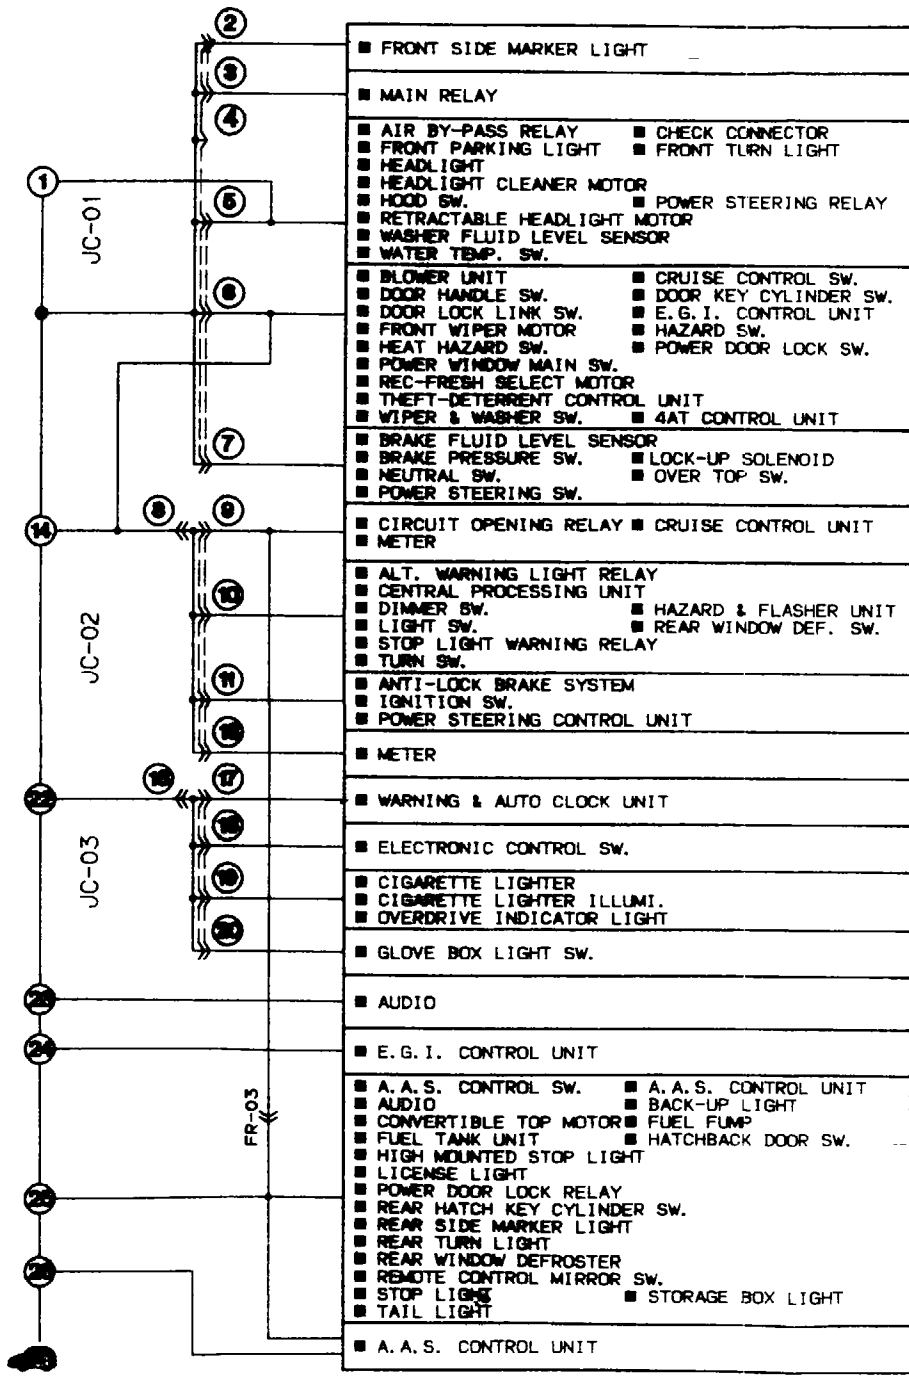 2
■ FRONT SIDE MARKER LIGHT
3
■ MAIN RELAY
4
■ AIR BY-PASS RELAY ■ CHECK CONNECTOR
■ FRONT PARKING LIGHT ■ FRONT TURN LIGHT
■ HEADLIGHT
■ HEADLIGHT CLEANER MOTOR
■ HOOD SW. ■ POWER STEERING RELAY
■ RETRACTABLE HEADLIGHT MOTOR
■ WASHER FLUID LEVEL SENSOR
■ WATER TEMP. SW.
1
JC-01
5
■ BLOWER UNIT ■ CRUISE CONTROL SW.
■ DOOR HANDLE SW. ■ DOOR KEY CYLINDER SW.
■ DOOR LOCK LINK SW. ■ E.G.I. CONTROL UNIT
■ FRONT WIPER MOTOR ■ HAZARD SW.
■ HEAT HAZARD SW. ■ POWER DOOR LOCK SW.
■ POWER WINDOW MAIN SW.
■ REC-FRESH SELECT MOTOR
■ THEFT-DETERRENT CONTROL UNIT
■ WIPER & WASHER SW. ■ 4AT CONTROL UNIT
6
7
■ BRAKE FLUID LEVEL SENSOR
■ BRAKE PRESSURE SW. ■ LOCK-UP SOLENOID
■ NEUTRAL SW. ■ OVER TOP SW.
■ POWER STEERING SW.
14
8
9
■ CIRCUIT OPENING RELAY ■ CRUISE CONTROL UNIT
■ METER
10
■ ALT. WARNING LIGHT RELAY
■ CENTRAL PROCESSING UNIT
■ DIMMER SW. ■ HAZARD & FLASHER UNIT
■ LIGHT SW. ■ REAR WINDOW DEF. SW.
■ STOP LIGHT WARNING RELAY
■ TURN SW.
JC-02
11
■ ANTI-LOCK BRAKE SYSTEM
■ IGNITION SW.
■ POWER STEERING CONTROL UNIT
■ METER
22
17
■ WARNING & AUTO CLOCK UNIT
■ ELECTRONIC CONTROL SW.
JC-03
19
■ CIGARETTE LIGHTER
■ CIGARETTE LIGHTER ILLUMI.
■ OVERDRIVE INDICATOR LIGHT
20
■ GLOVE BOX LIGHT SW.
23
■ AUDIO
24
■ E.G.I. CONTROL UNIT
FR-03
■ A.A.S. CONTROL SW. ■ A.A.S. CONTROL UNIT
■ AUDIO ■ BACK-UP LIGHT
■ CONVERTIBLE TOP MOTOR ■ FUEL FUMP
■ FUEL TANK UNIT ■ HATCHBACK DOOR SW.
■ HIGH MOUNTED STOP LIGHT
■ LICENSE LIGHT
■ POWER DOOR LOCK RELAY
■ REAR HATCH KEY CYLINDER SW.
■ REAR SIDE MARKER LIGHT
■ REAR TURN LIGHT
■ REAR WINDOW DEFROSTER
■ REMOTE CONTROL MIRROR SW.
■ STOP LIGHT ■ STORAGE BOX LIGHT
■ TAIL LIGHT
25
26
■ A.A.S. CONTROL UNIT